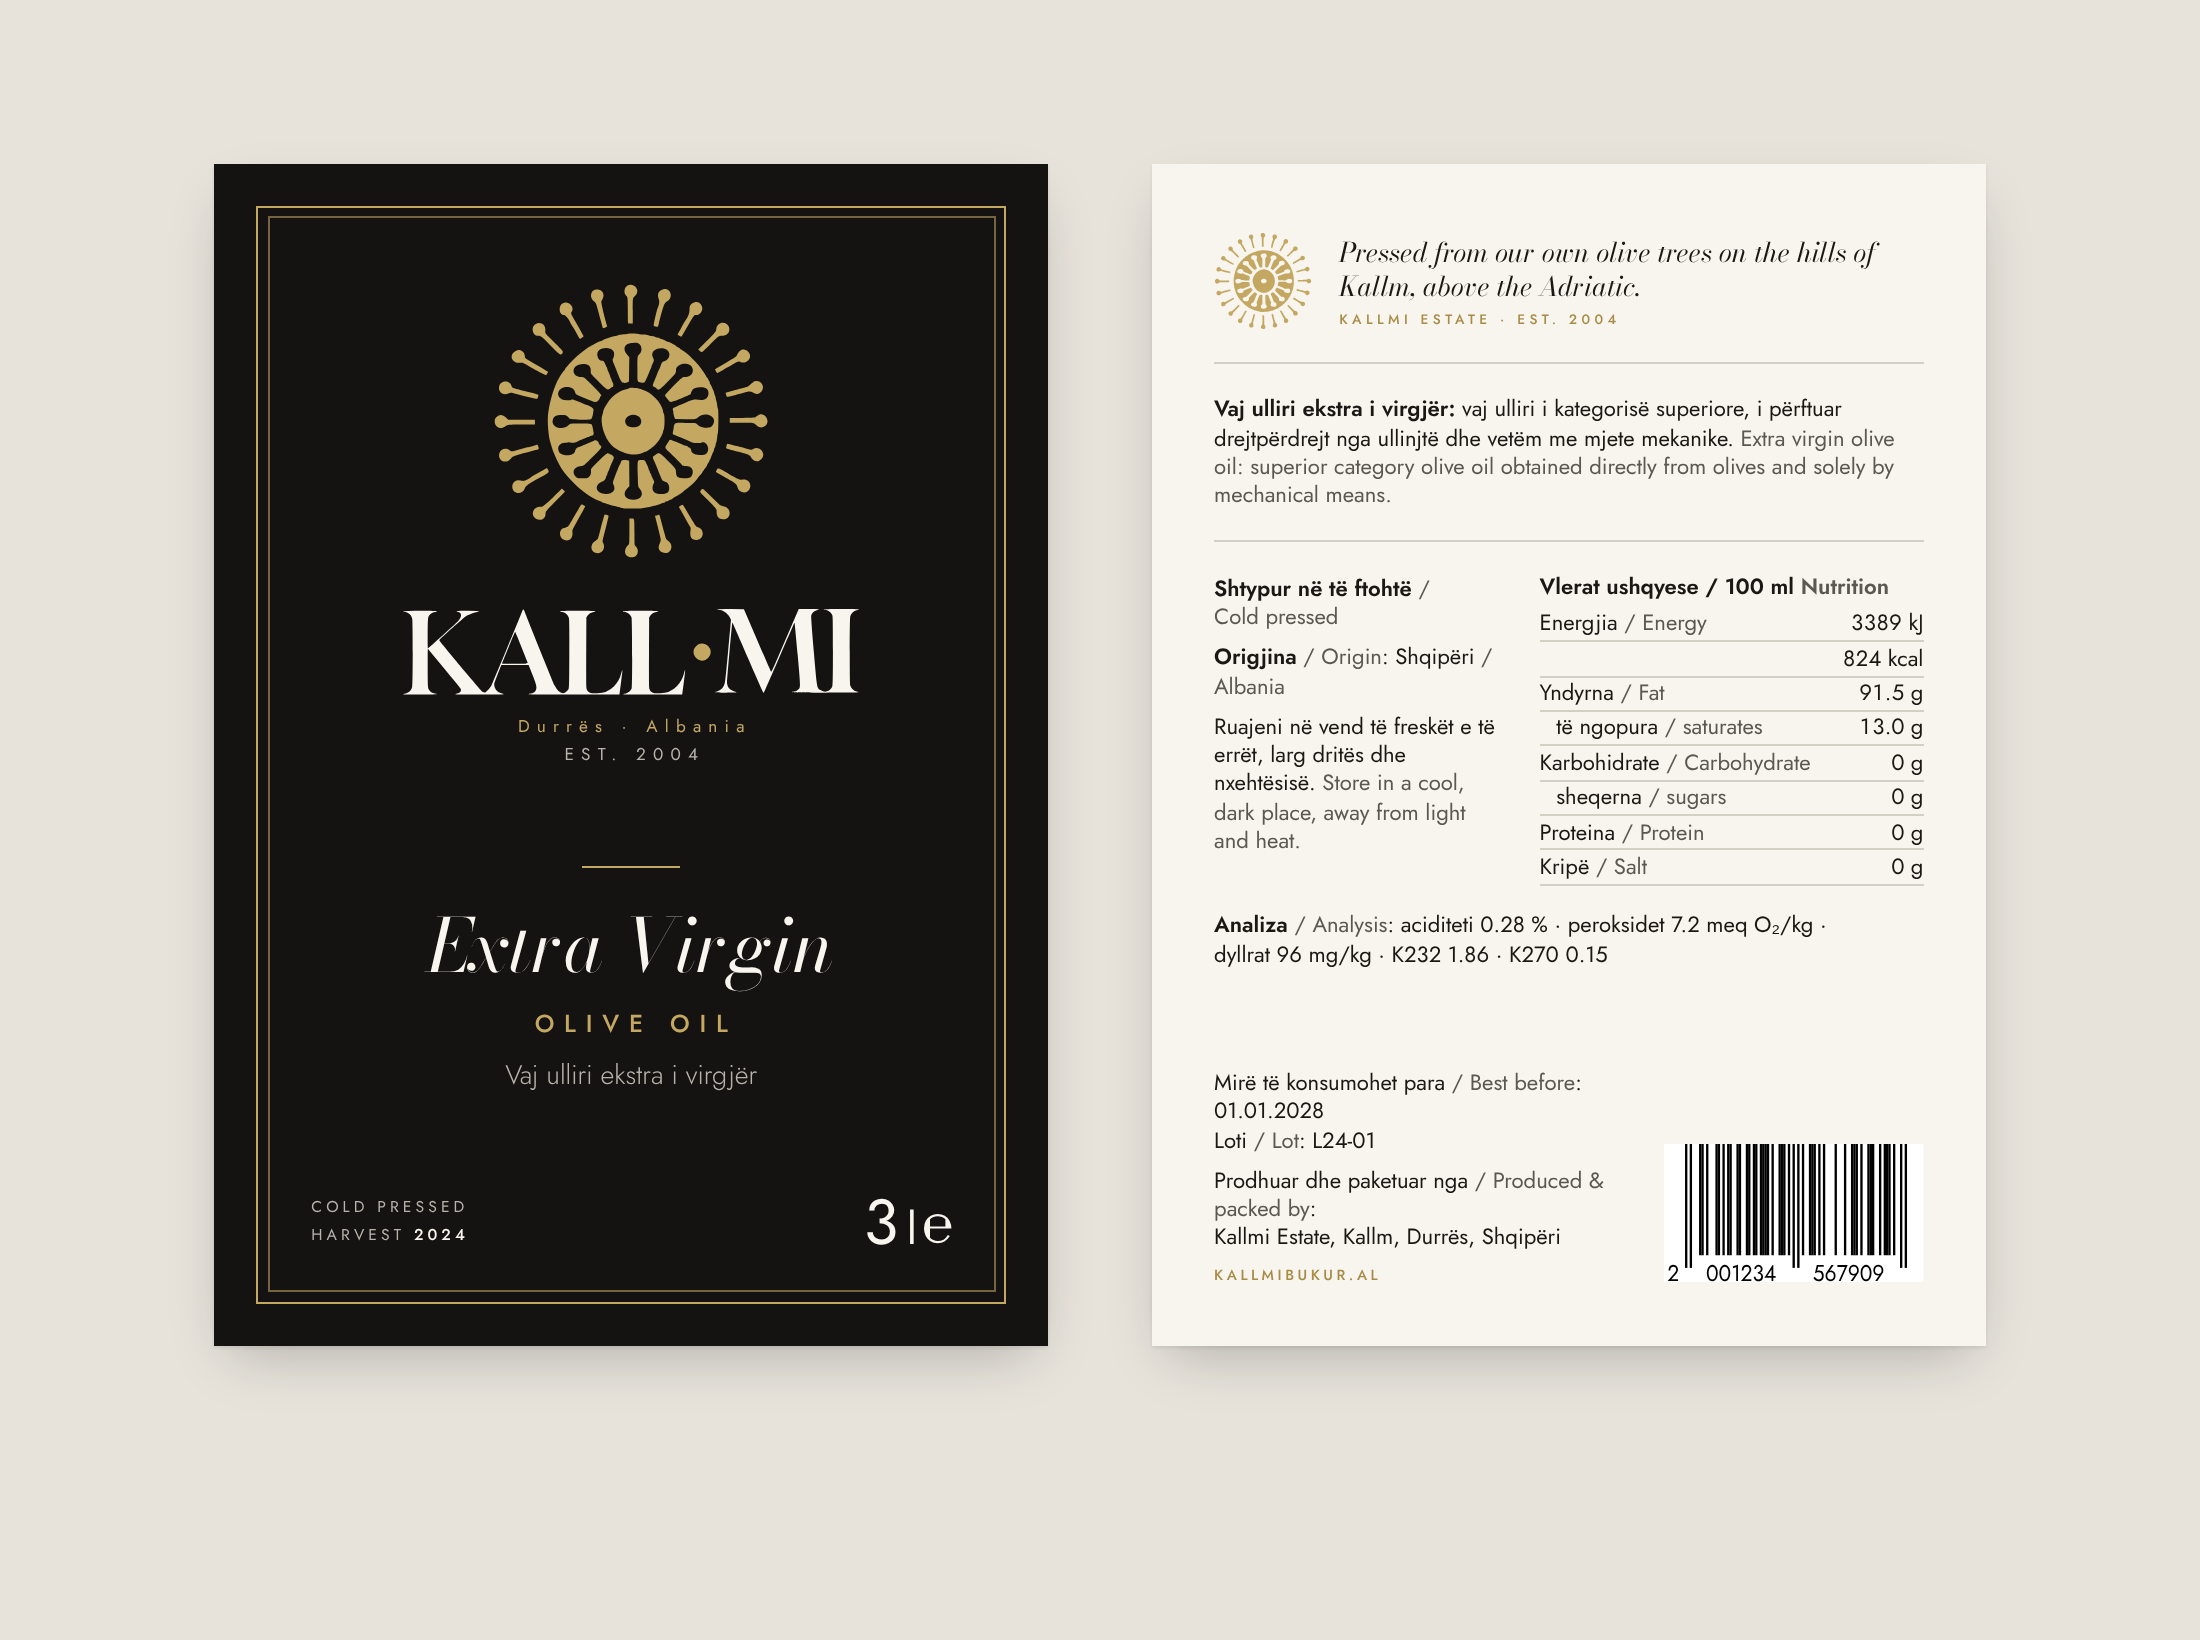 KALL·MI
Durrës · Albania
EST. 2004
Extra Virgin
OLIVE OIL
Vaj ulliri ekstra i virgjër
COLD PRESSED
HARVEST 2024
3 l e
Pressed from our own olive trees on the hills of
Kallm, above the Adriatic.
KALLMI ESTATE · EST. 2004
Vaj ulliri ekstra i virgjër: vaj ulliri i kategorisë superiore, i përftuar
drejtpërdrejt nga ullinjtë dhe vetëm me mjete mekanike. Extra virgin olive
oil: superior category olive oil obtained directly from olives and solely by
mechanical means.
Shtypur në të ftohtë /
Cold pressed
Origjina / Origin: Shqipëri /
Albania
Ruajeni në vend të freskët e të
errët, larg dritës dhe
nxehtësisë. Store in a cool,
dark place, away from light
and heat.
Vlerat ushqyese / 100 ml Nutrition
Energjia / Energy 3389 kJ
824 kcal
Yndyrna / Fat 91.5 g
të ngopura / saturates 13.0 g
Karbohidrate / Carbohydrate 0 g
sheqerna / sugars 0 g
Proteina / Protein 0 g
Kripë / Salt 0 g
Analiza / Analysis: aciditeti 0.28 % · peroksidet 7.2 meq O₂/kg ·
dyllrat 96 mg/kg · K232 1.86 · K270 0.15
Mirë të konsumohet para / Best before:
01.01.2028
Loti / Lot: L24-01
Prodhuar dhe paketuar nga / Produced &
packed by:
Kallmi Estate, Kallm, Durrës, Shqipëri
KALLMIBUKUR.AL
2 001234 567909